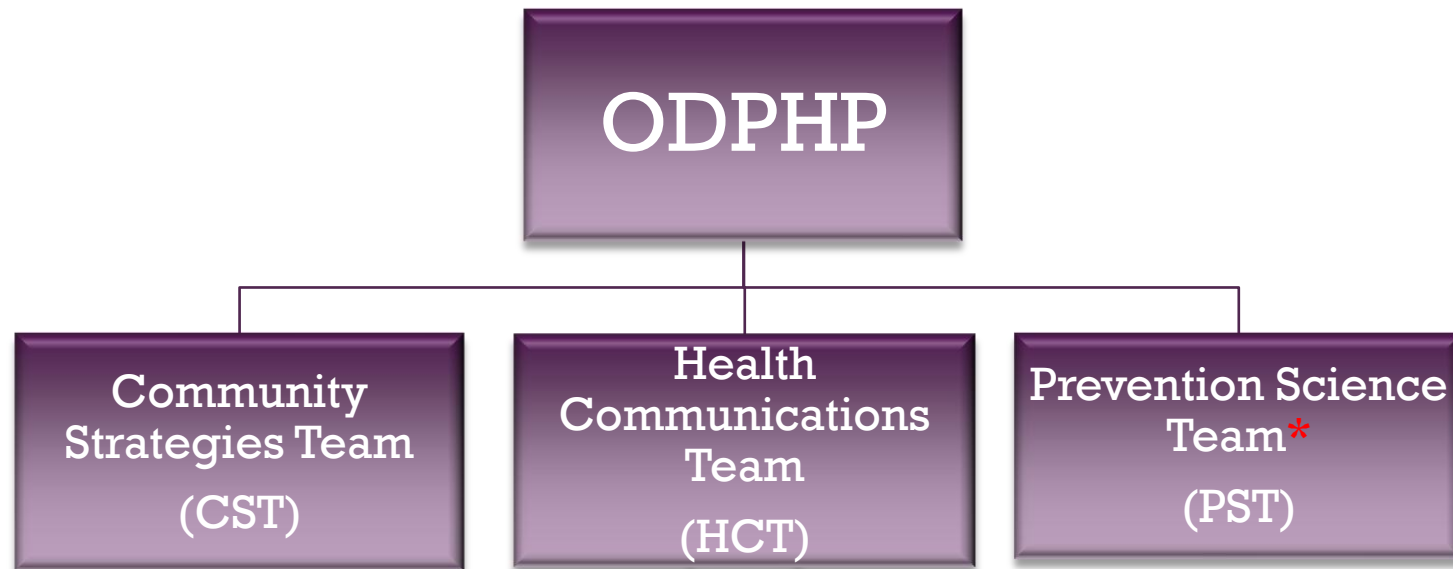 ODPHP
Community
Strategies Team
(CST)
Health
Communications
Team
(HCT)
Prevention Science
Team*
(PST)